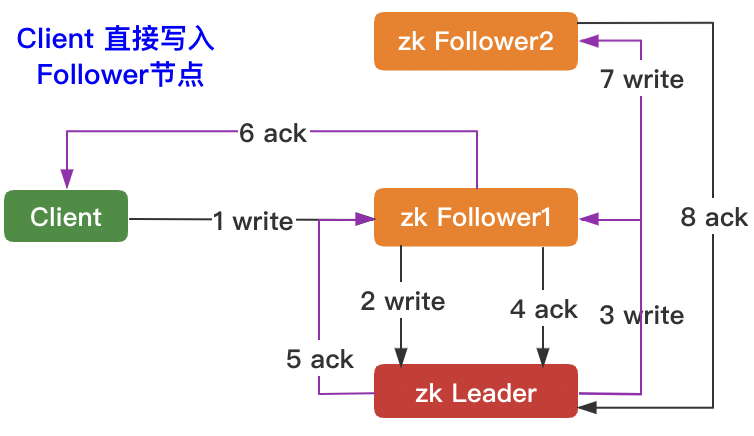 Client 直接写入
Follower节点
zk Follower2
7 write
6 ack
Client
1 write
zk Follower1
8 ack
2 write
4 ack
3 write
5 ack
zk Leader